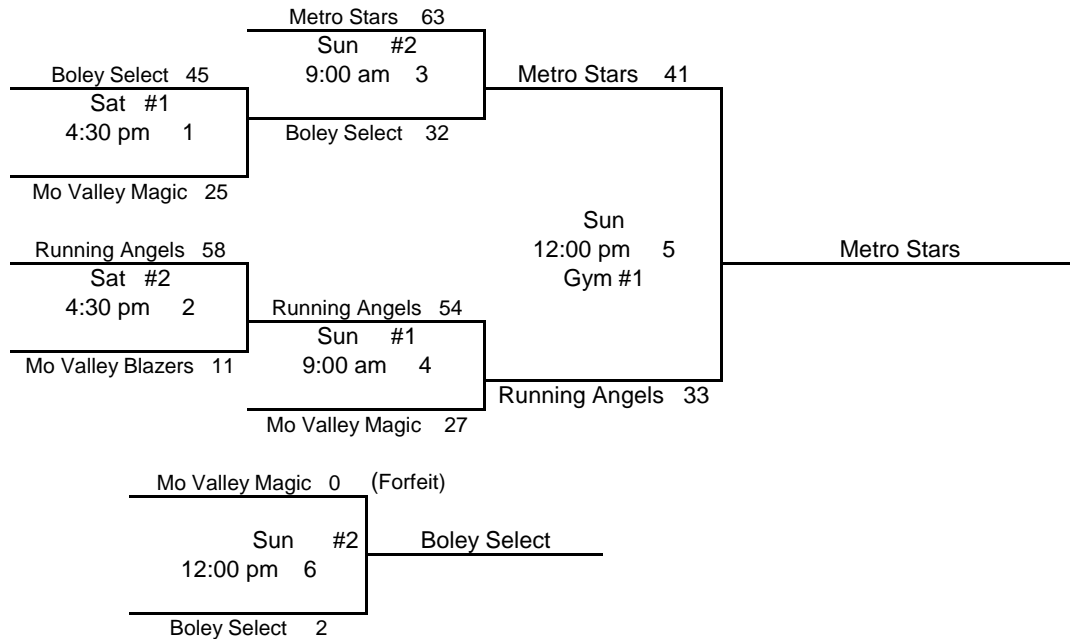 Metro Stars 63
Sun #2
Boley Select 45
9:00 am 3
Metro Stars 41
Sat #1
4:30 pm 1
Boley Select 32
Mo Valley Magic 25
Sun
Running Angels 58
12:00 pm 5
Metro Stars
Sat #2
Gym #1
4:30 pm 2
Running Angels 54
Sun #1
Mo Valley Blazers 11
9:00 am 4
Running Angels 33
Mo Valley Magic 27
Mo Valley Magic 0 (Forfeit)
Sun #2
Boley Select
12:00 pm 6
Boley Select 2